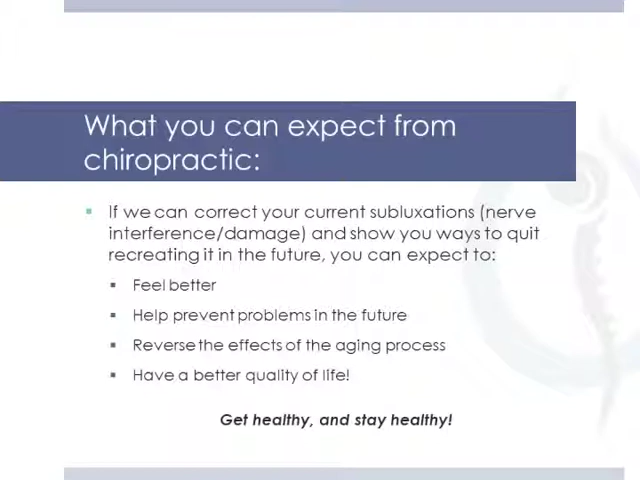 What you can expect from
chiropractic:
▪ If we can correct your current subluxations (nerve
interference/damage) and show you ways to quit
recreating it in the future, you can expect to:
▪ Feel better
▪ Help prevent problems in the future
▪ Reverse the effects of the aging process
▪ Have a better quality of life!
Get healthy, and stay healthy!